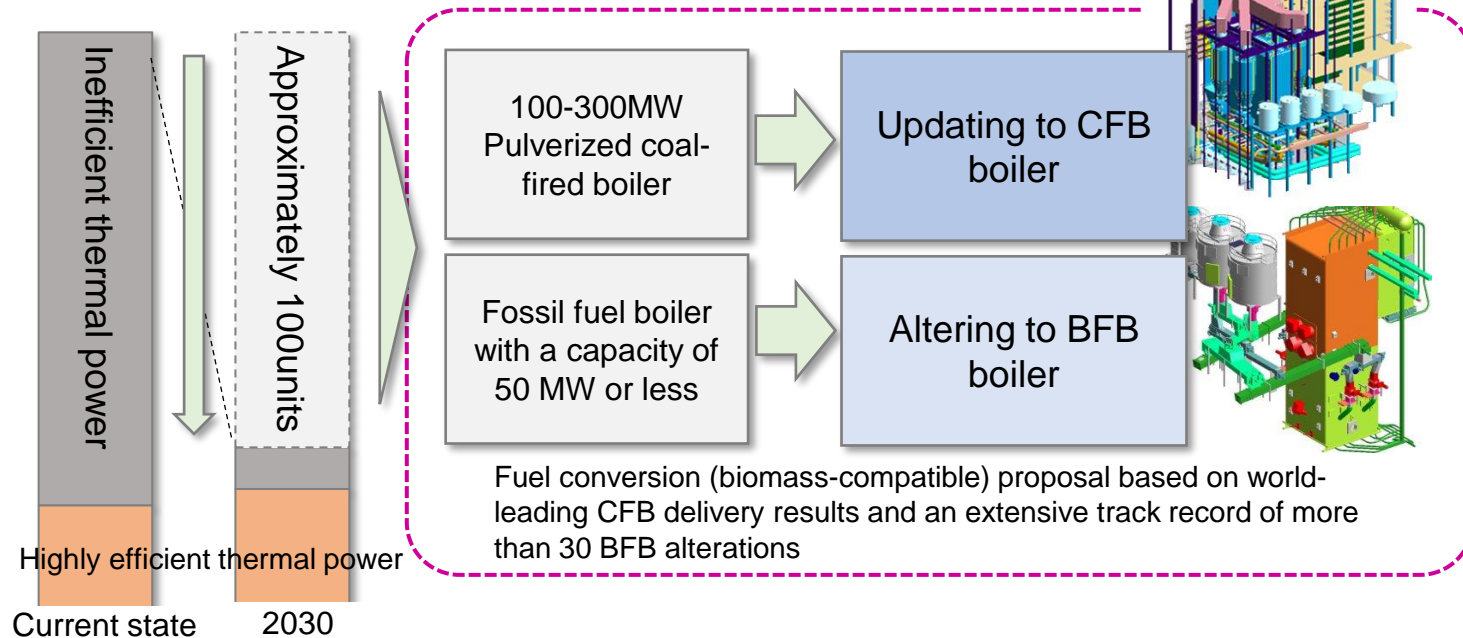 Inefficient thermal power
Approximately 100units
100-300MW
Pulverized coal-
fired boiler
Updating to CFB
boiler
Fossil fuel boiler
with a capacity of
50 MW or less
Altering to BFB
boiler
Fuel conversion (biomass-compatible) proposal based on world-
leading CFB delivery results and an extensive track record of more
than 30 BFB alterations
Highly efficient thermal power
Current state
2030